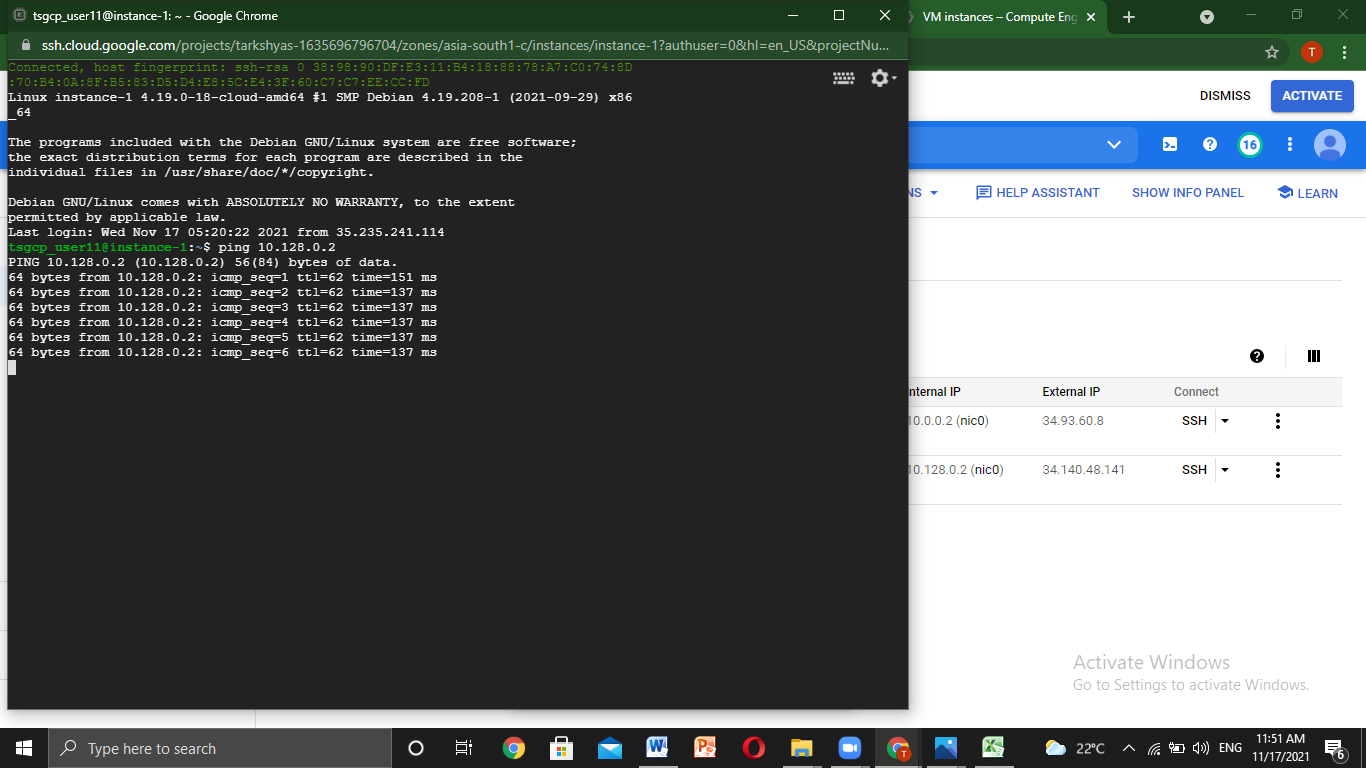 tsgcp_user11@instance-1: ~ - Google Chrome
ssh.cloud.google.com/projects/tarkshyas-1635696796704/zones/asia-south1-c/instances/instance-1?authuser=0&hl=en_US&projectNu...
Connected, host fingerprint: ssh-rsa 0 38:98:90:DF:E3:11:B4:18:88:78:A7:C0:74:8D
:70:B4:0A:8F:B5:83:D5:D4:E8:5C:E4:3F:60:C7:C7:EE:CC:FD
Linux instance-1 4.19.0-18-cloud-amd64 #1 SMP Debian 4.19.208-1 (2021-09-29) x86
_64
The programs included with the Debian GNU/Linux system are free software;
the exact distribution terms for each program are described in the
individual files in /usr/share/doc/*/copyright.
Debian GNU/Linux comes with ABSOLUTELY NO WARRANTY, to the extent
permitted by applicable law.
Last login: Wed Nov 17 05:20:22 2021 from 35.235.241.114
tsgcp_user11@instance-1:~$ ping 10.128.0.2
PING 10.128.0.2 (10.128.0.2) 56(84) bytes of data.
64 bytes from 10.128.0.2: icmp_seq=1 ttl=62 time=151 ms
64 bytes from 10.128.0.2: icmp_seq=2 ttl=62 time=137 ms
64 bytes from 10.128.0.2: icmp_seq=3 ttl=62 time=137 ms
64 bytes from 10.128.0.2: icmp_seq=4 ttl=62 time=137 ms
64 bytes from 10.128.0.2: icmp_seq=5 ttl=62 time=137 ms
64 bytes from 10.128.0.2: icmp_seq=6 ttl=62 time=137 ms
VM instances – Compute Eng
T
DISMISS ACTIVATE
16
NS HELP ASSISTANT SHOW INFO PANEL LEARN
nternal IP External IP Connect
10.0.0.2 (nic0) 34.93.60.8 SSH
10.128.0.2 (nic0) 34.140.48.141 SSH
Activate Windows
Go to Settings to activate Windows.
Type here to search
22°C ENG 11:51 AM
11/17/2021
6